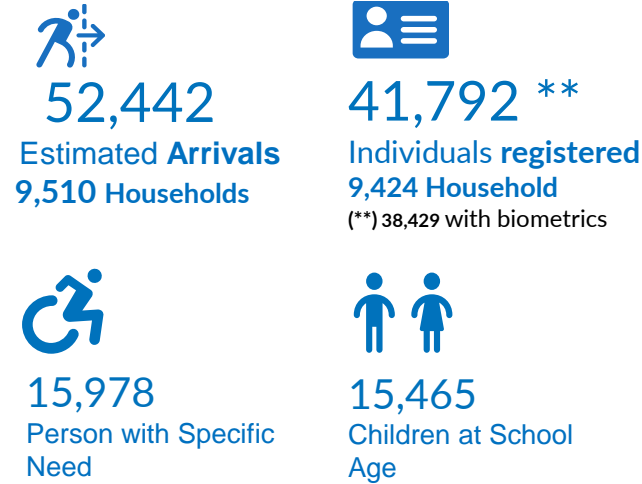 52,442
Estimated Arrivals
9,510 Households
41,792 **
Individuals registered
9,424 Household
(**) 38,429 with biometrics
15,978
Person with Specific
Need
15,465
Children at School
Age